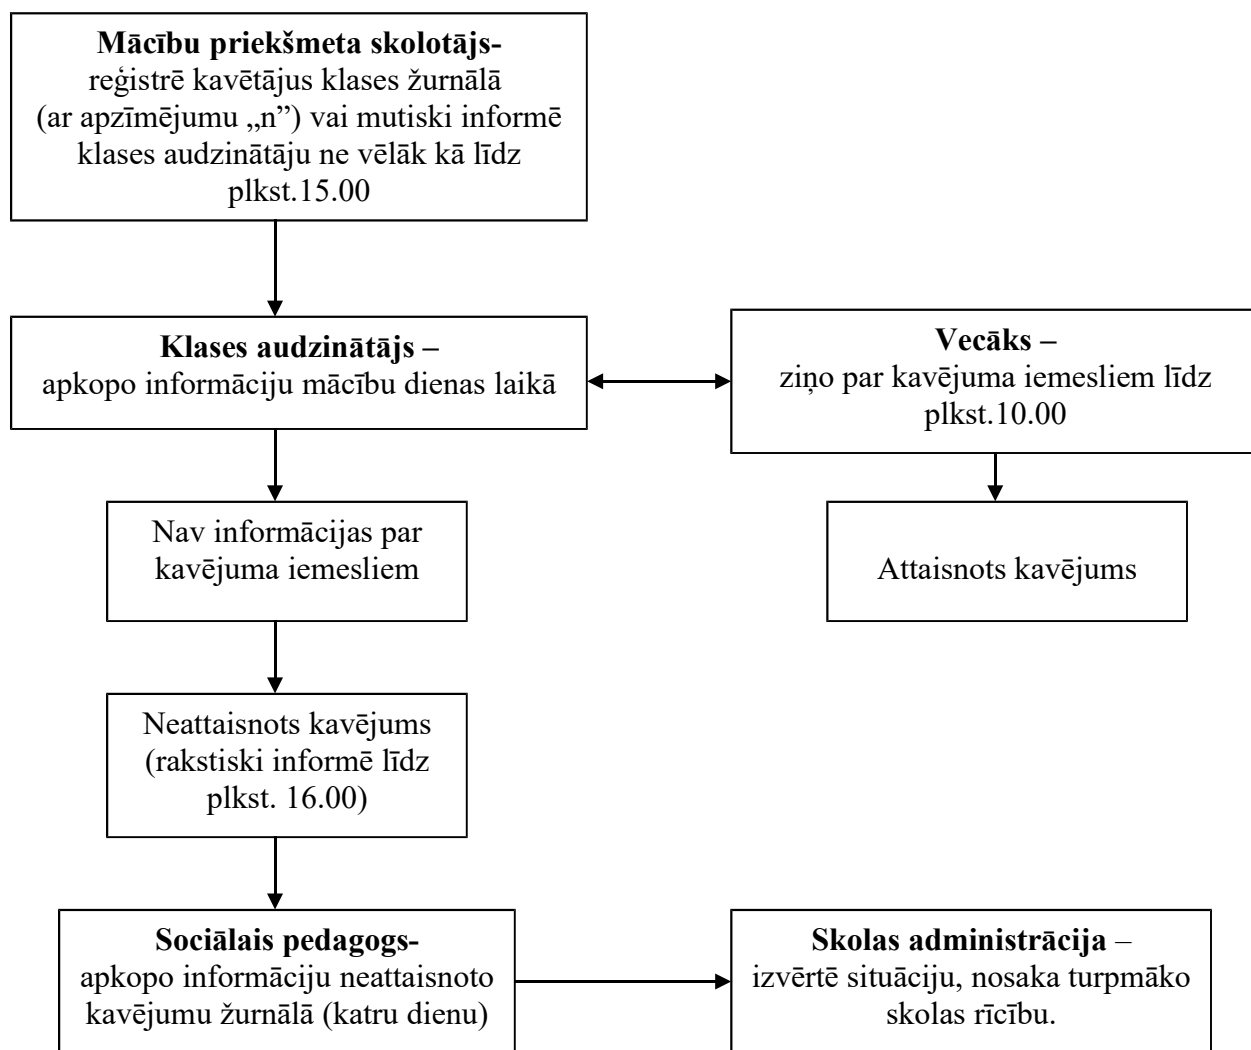 Mācību priekšmeta skolotājs-
reģistrē kavētājus klases žurnālā
(ar apzīmējumu „n”) vai mutiski informē
klases audzinātāju ne vēlāk kā līdz
plkst.15.00
Klases audzinātājs –
apkopo informāciju mācību dienas laikā
Vecāks –
ziņo par kavējuma iemesliem līdz
plkst.10.00
Nav informācijas par
kavējuma iemesliem
Attaisnots kavējums
Neattaisnots kavējums
(rakstiski informē līdz
plkst. 16.00)
Sociālais pedagogs-
apkopo informāciju neattaisnoto
kavējumu žurnālā (katru dienu)
Skolas administrācija –
izvērtē situāciju, nosaka turpmāko
skolas rīcību.